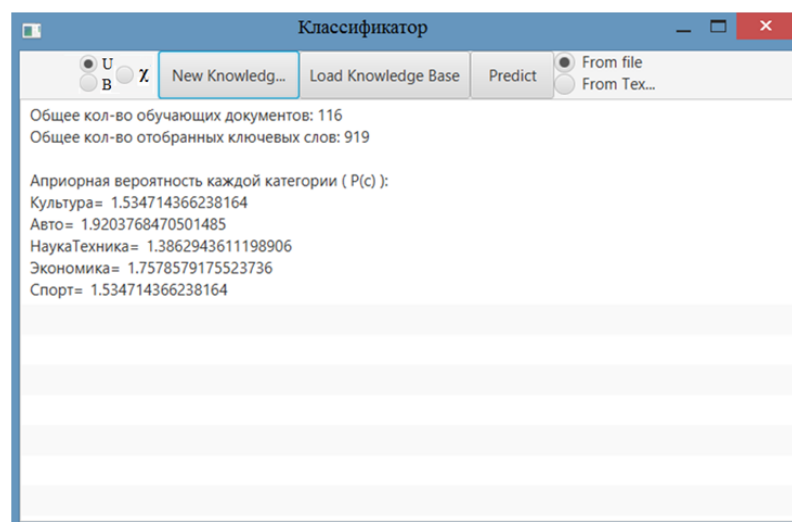 Классификатор
U
B
χ
New Knowledg...
Load Knowledge Base
Predict
From file
From Tex...
Общее кол-во обучающих документов: 116
Общее кол-во отобранных ключевых слов: 919
Априорная вероятность каждой категории ( P(c) ):
Культура= 1.534714366238164
Авто= 1.9203768470501485
НаукаТехника= 1.3862943611198906
Экономика= 1.7578579175523736
Спорт= 1.534714366238164